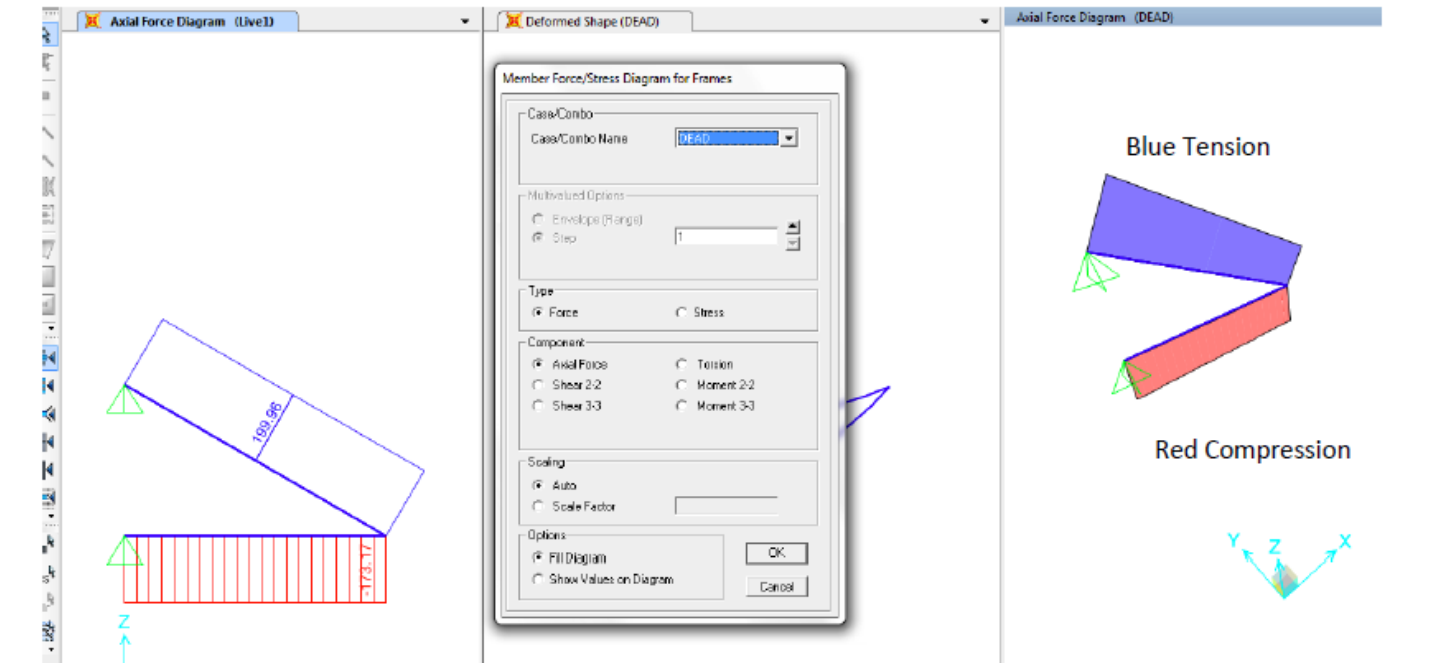 Axial Force Diagram (Live1)
Deformed Shape (DEAD)
Axial Force Diagram (DEAD)
Member Force/Stress Diagram for Frames
Case/Combo
Case/Combo Name
DEAD
Multivalued Options
Envelope (Range)
Step
1
Type
Force
Stress
Component
Axial Force
Torsion
Shear 2-2
Moment 2-2
Shear 3-3
Moment 3-3
Scaling
Auto
Scale Factor
Options
Fill Diagram
Show Values on Diagram
OK
Cancel
199.96
-173.17
Z
Blue Tension
Red Compression
Y Z X